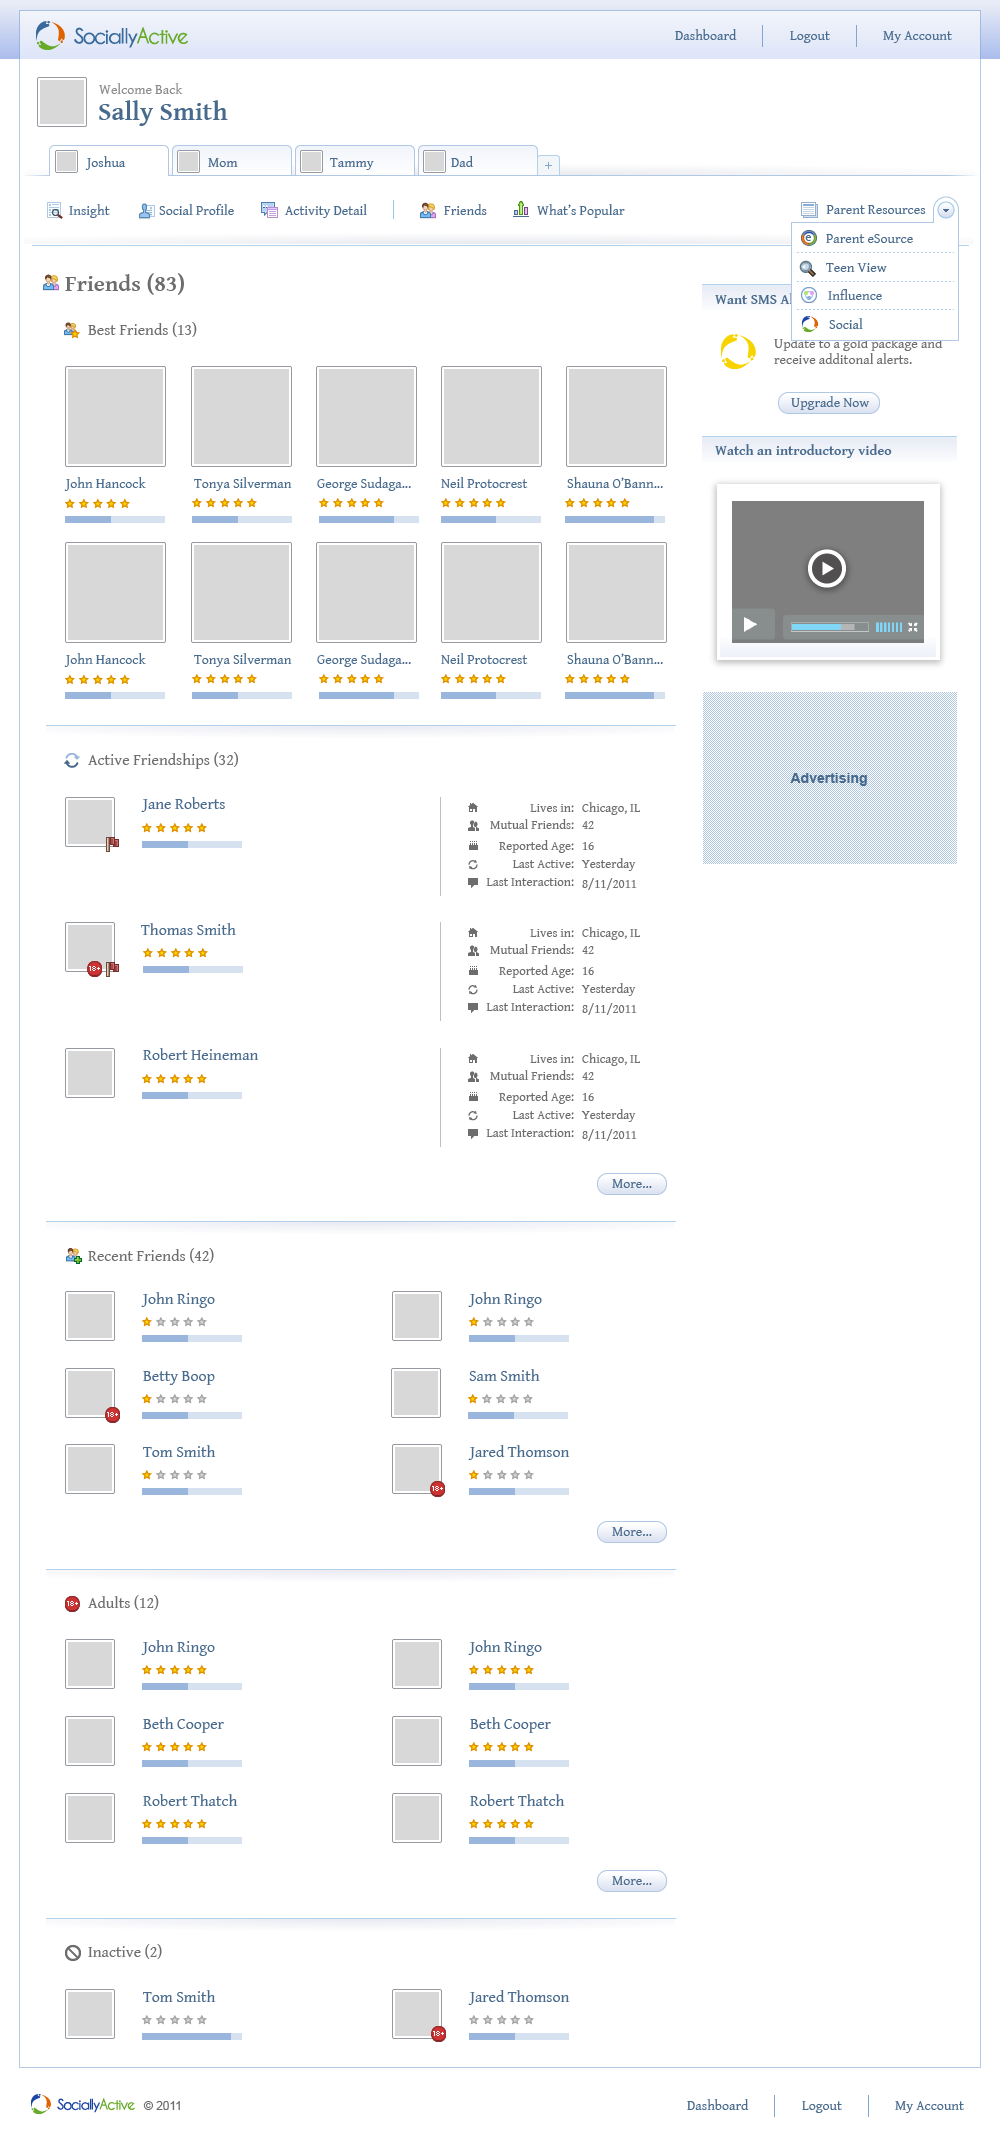 SociallyActive
Dashboard
Logout
My Account
Welcome Back
Sally Smith
Joshua
Mom
Tammy
Dad
+
Insight
Social Profile
Activity Detail
Friends
What's Popular
Parent Resources
Parent eSource
Teen View
Influence
Social
Friends (83)
Best Friends (13)
John Hancock
Tonya Silverman
George Sudaga...
Neil Protocrest
Shauna O'Bann...
John Hancock
Tonya Silverman
George Sudaga...
Neil Protocrest
Shauna O'Bann...
Active Friendships (32)
Jane Roberts
Lives in: Chicago, IL
Mutual Friends: 42
Reported Age: 16
Last Active: Yesterday
Last Interaction: 8/11/2011
Thomas Smith
18+
Lives in: Chicago, IL
Mutual Friends: 42
Reported Age: 16
Last Active: Yesterday
Last Interaction: 8/11/2011
Robert Heineman
Lives in: Chicago, IL
Mutual Friends: 42
Reported Age: 16
Last Active: Yesterday
Last Interaction: 8/11/2011
More...
Recent Friends (42)
John Ringo
John Ringo
Betty Boop
18+
Sam Smith
Tom Smith
Jared Thomson
18+
More...
18+
Adults (12)
John Ringo
John Ringo
Beth Cooper
Beth Cooper
Robert Thatch
Robert Thatch
More...
Inactive (2)
Tom Smith
Jared Thomson
18+
Want SMS
Update to a gold package and
receive additonal alerts.
Upgrade Now
Watch an introductory video
Advertising
SociallyActive © 2011
Dashboard
Logout
My Account